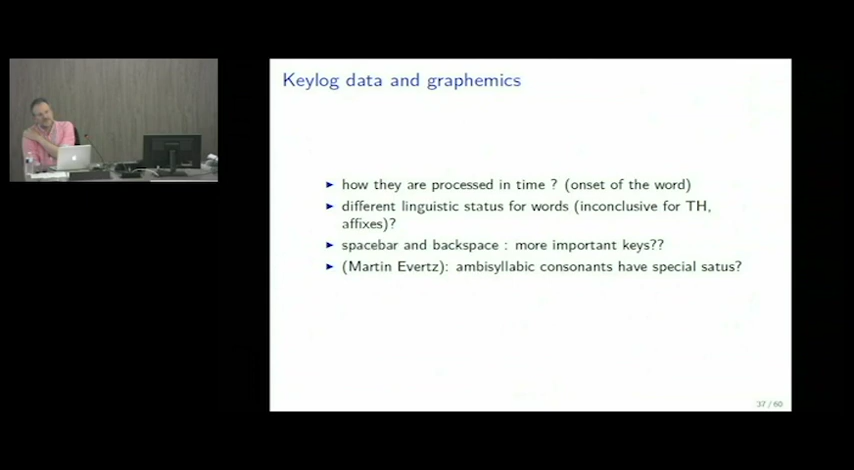 Keylog data and graphemics
▶ how they are processed in time ? (onset of the word)
▶ different linguistic status for words (inconclusive for TH,
affixes)?
▶ spacebar and backspace : more important keys??
▶ (Martin Evertz): ambisyllabic consonants have special satus?
37 / 60